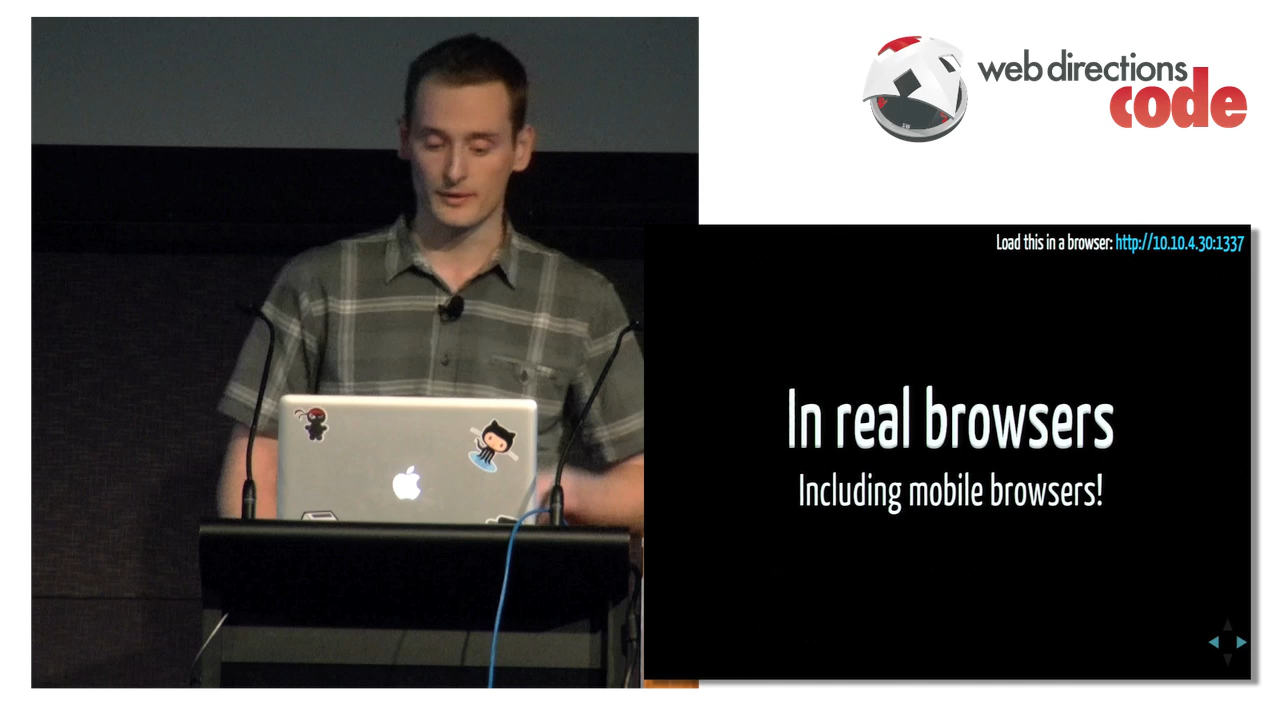 web directions
code
SW
Load this in a browser: http://10.10.4.30:1337
In real browsers
Including mobile browsers!